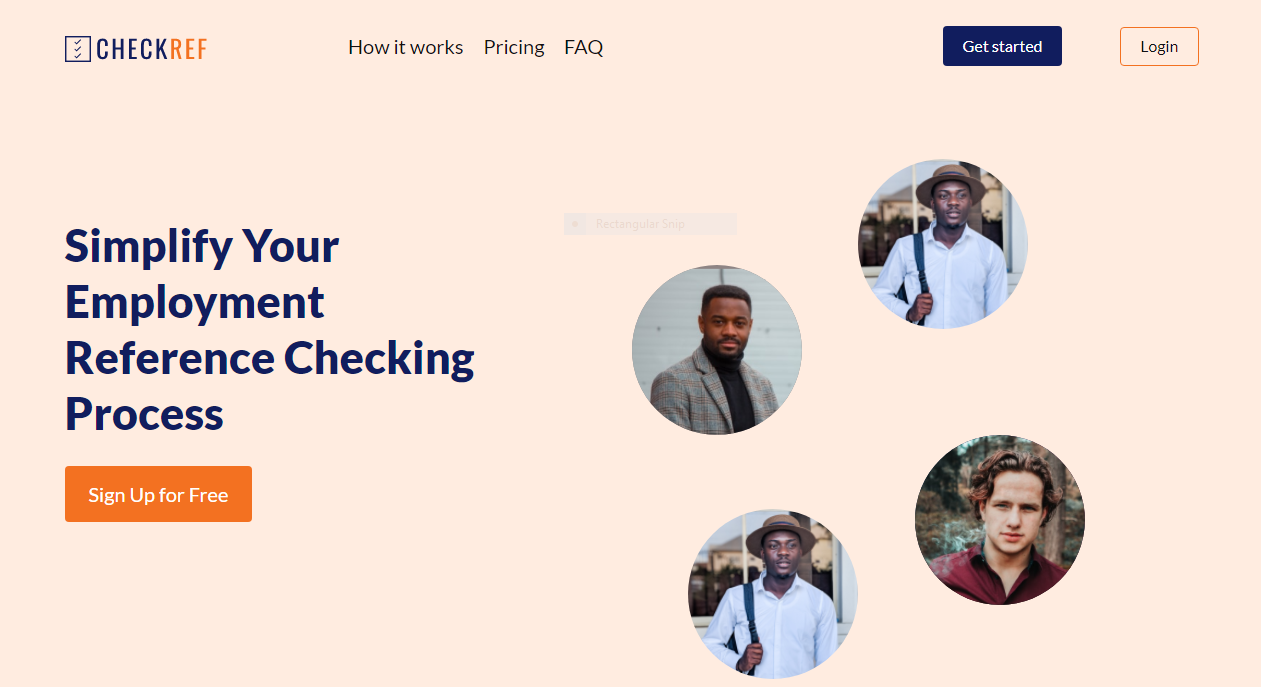 CHECKREF
How it works Pricing FAQ
Get started
Login
Rectangular Snip
Simplify Your
Employment
Reference Checking
Process
Sign Up for Free